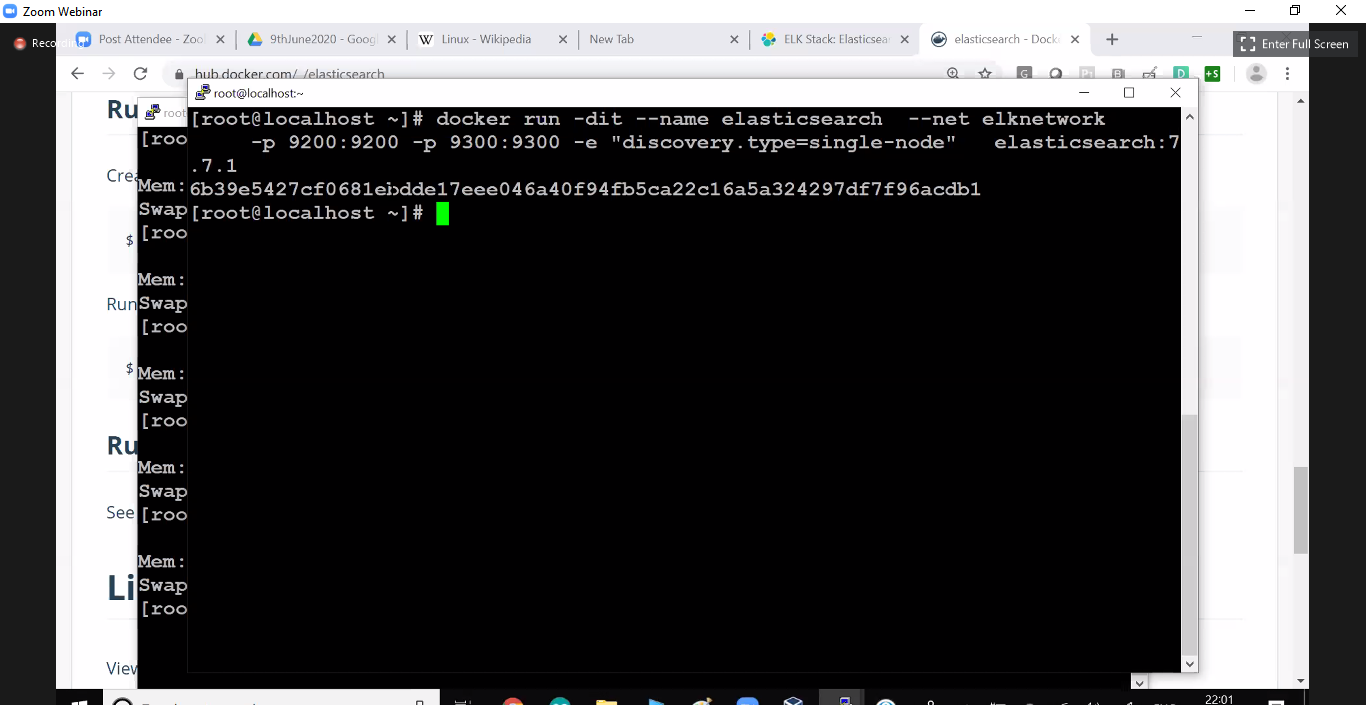 Zoom Webinar
Recording
Post Attendee - Zoo
9thJune2020 - Goog
Linux - Wikipedia
New Tab
ELK Stack: Elasticsea
elasticsearch - Dock
Enter Full Screen
hub.docker.com/_/elasticsearch
root@localhost:~
root
Ru
[root@localhost ~]# docker run -dit --name elasticsearch  --net elknetwork
-p 9200:9200 -p 9300:9300 -e "discovery.type=single-node"   elasticsearch:7
.7.1
[root@localhost ~]#
[roo
Crea
Mem:
Swap
[roo
$
Mem:
Run
Swap
[roo
$
Mem:
Swap
[roo
Ru
Mem:
Swap
See
[roo
Mem:
Li
Swap
[roo
View
22:01